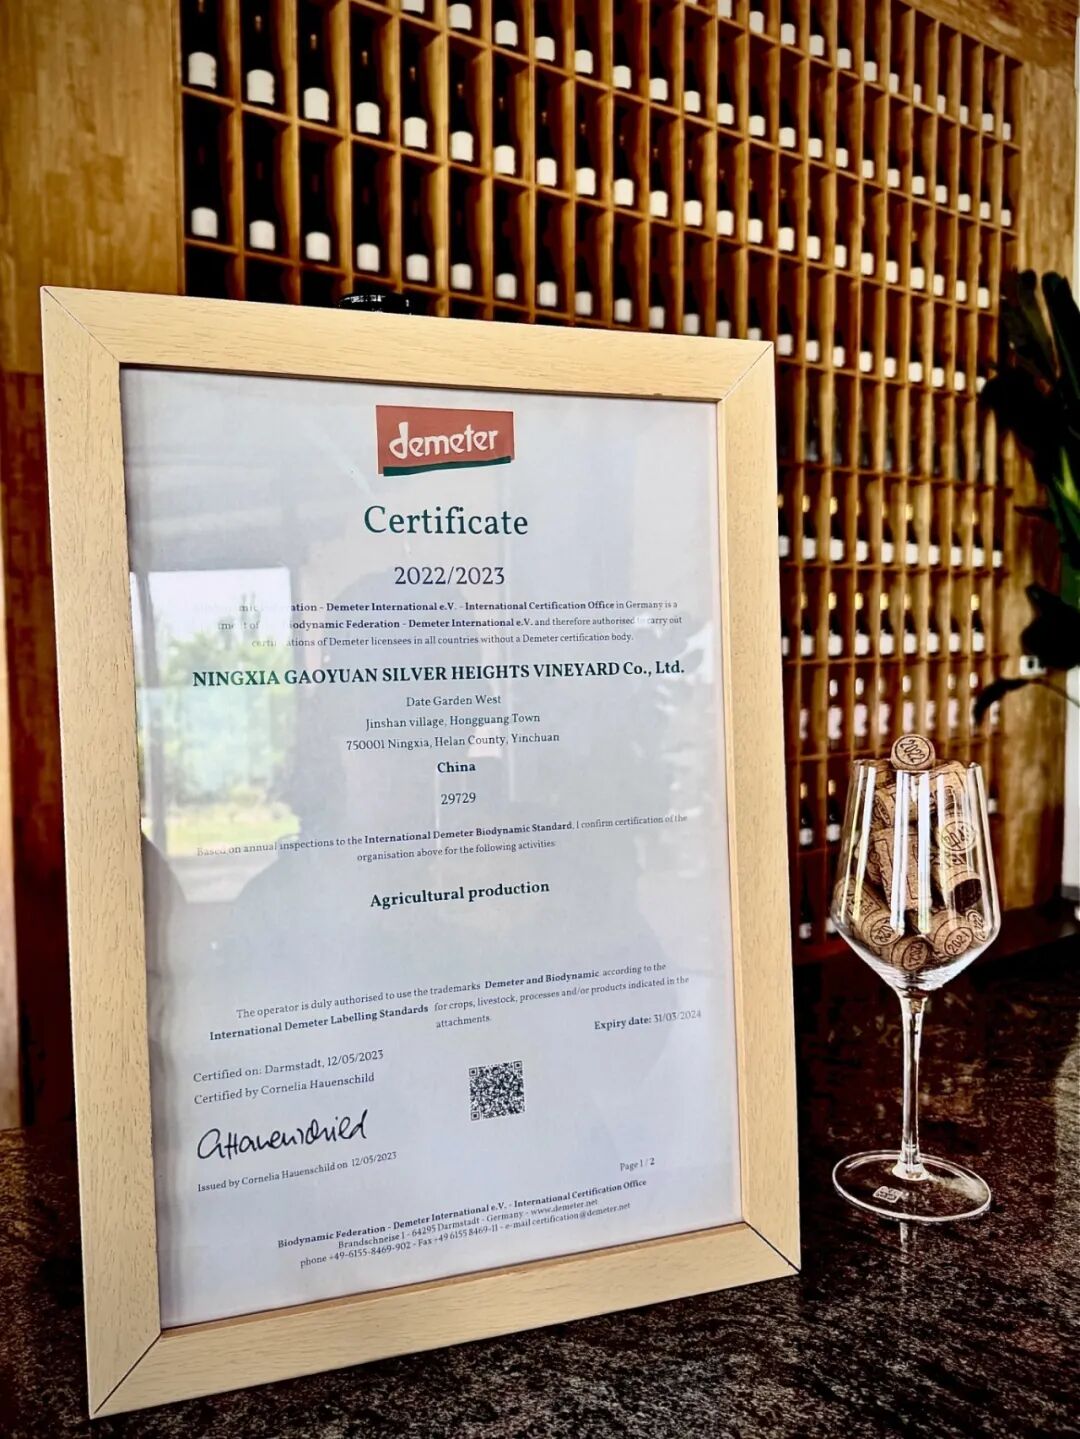 demeter
Certificate
2022/2023
- Demeter International e.V. - International Certification Office in Germany is a
Federation - Demeter International e.V. and therefore authorised to carry out
of Demeter licensees in all countries without a Demeter certification body.
NINGXIA GAOYUAN SILVER HEIGHTS VINEYARD Co., Ltd.
Date Garden West
Jinshan village, Hongguang Town
750001 Ningxia, Helan County, Yinchuan
China
29729
Based on annual inspections to the International Demeter Biodynamic Standard, I confirm certification of the
organisation above for the following activities:
Agricultural production
The operator is duly authorised to use the trademarks Demeter and Biodynamic according to the
International Demeter Labelling Standards for crops, livestock, processes and/or products indicated in the
attachments.
Expiry date: 31/03/2024
Certified on: Darmstadt, 12/05/2023
Certified by Cornelia Hauenschild
CHauenschild
Issued by Cornelia Hauenschild on 12/05/2023
Page 1 / 2
Biodynamic Federation - Demeter International e.V. - International Certification Office
Brandschneise 1 - 64295 Darmstadt - Germany - www.demeter.net
phone +49-6155-8469-902 - Fax +49 6155 8469-11 - e-mail certification@demeter.net
2022
2021